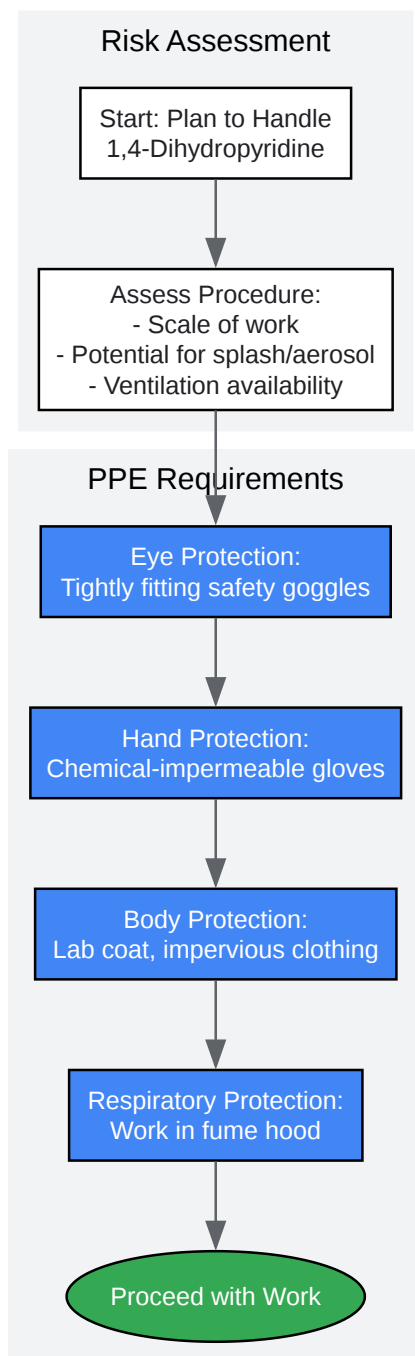 Risk Assessment
Start: Plan to Handle
1,4-Dihydropyridine
Assess Procedure:
- Scale of work
- Potential for splash/aerosol
- Ventilation availability
PPE Requirements
Eye Protection:
Tightly fitting safety goggles
Hand Protection:
Chemical-impermeable gloves
Body Protection:
Lab coat, impervious clothing
Respiratory Protection:
Work in fume hood
Proceed with Work